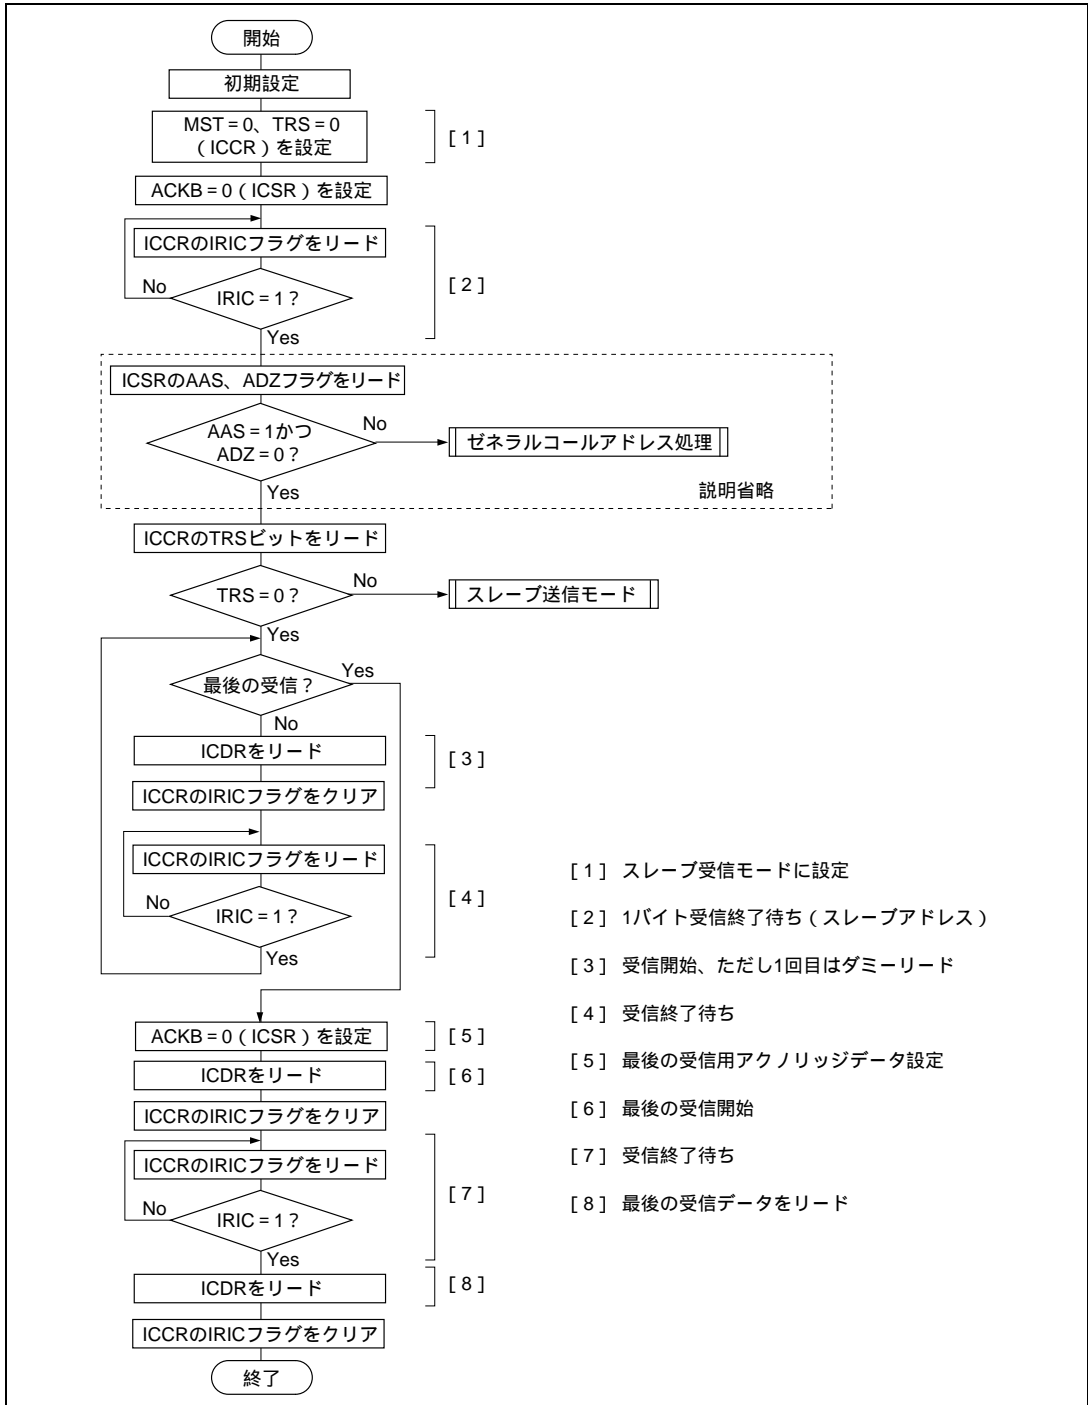 開始
初期設定
MST = 0、TRS = 0
（ICCR）を設定
[ 1 ]
ACKB = 0（ICSR）を設定
ICCRのIRICフラグをリード
No
IRIC = 1 ?
[ 2 ]
Yes
ICSRのAAS、ADZフラグをリード
AAS = 1かつ
ADZ = 0 ?
No
ゼネラルコールアドレス処理
Yes
説明省略
ICCRのTRSビットをリード
TRS = 0 ?
No
スレーブ送信モード
Yes
最後の受信？
Yes
No
ICDRをリード
[ 3 ]
ICCRのIRICフラグをクリア
ICCRのIRICフラグをリード
No
IRIC = 1 ?
[ 4 ]
Yes
ACKB = 0（ICSR）を設定
[ 5 ]
ICDRをリード
[ 6 ]
ICCRのIRICフラグをクリア
ICCRのIRICフラグをリード
No
IRIC = 1 ?
[ 7 ]
Yes
ICDRをリード
[ 8 ]
ICCRのIRICフラグをクリア
終了
[ 1 ] スレーブ受信モードに設定
[ 2 ] 1バイト受信終了待ち（スレーブアドレス）
[ 3 ] 受信開始、ただし1回目はダミーリード
[ 4 ] 受信終了待ち
[ 5 ] 最後の受信用アクノリッジデータ設定
[ 6 ] 最後の受信開始
[ 7 ] 受信終了待ち
[ 8 ] 最後の受信データをリード